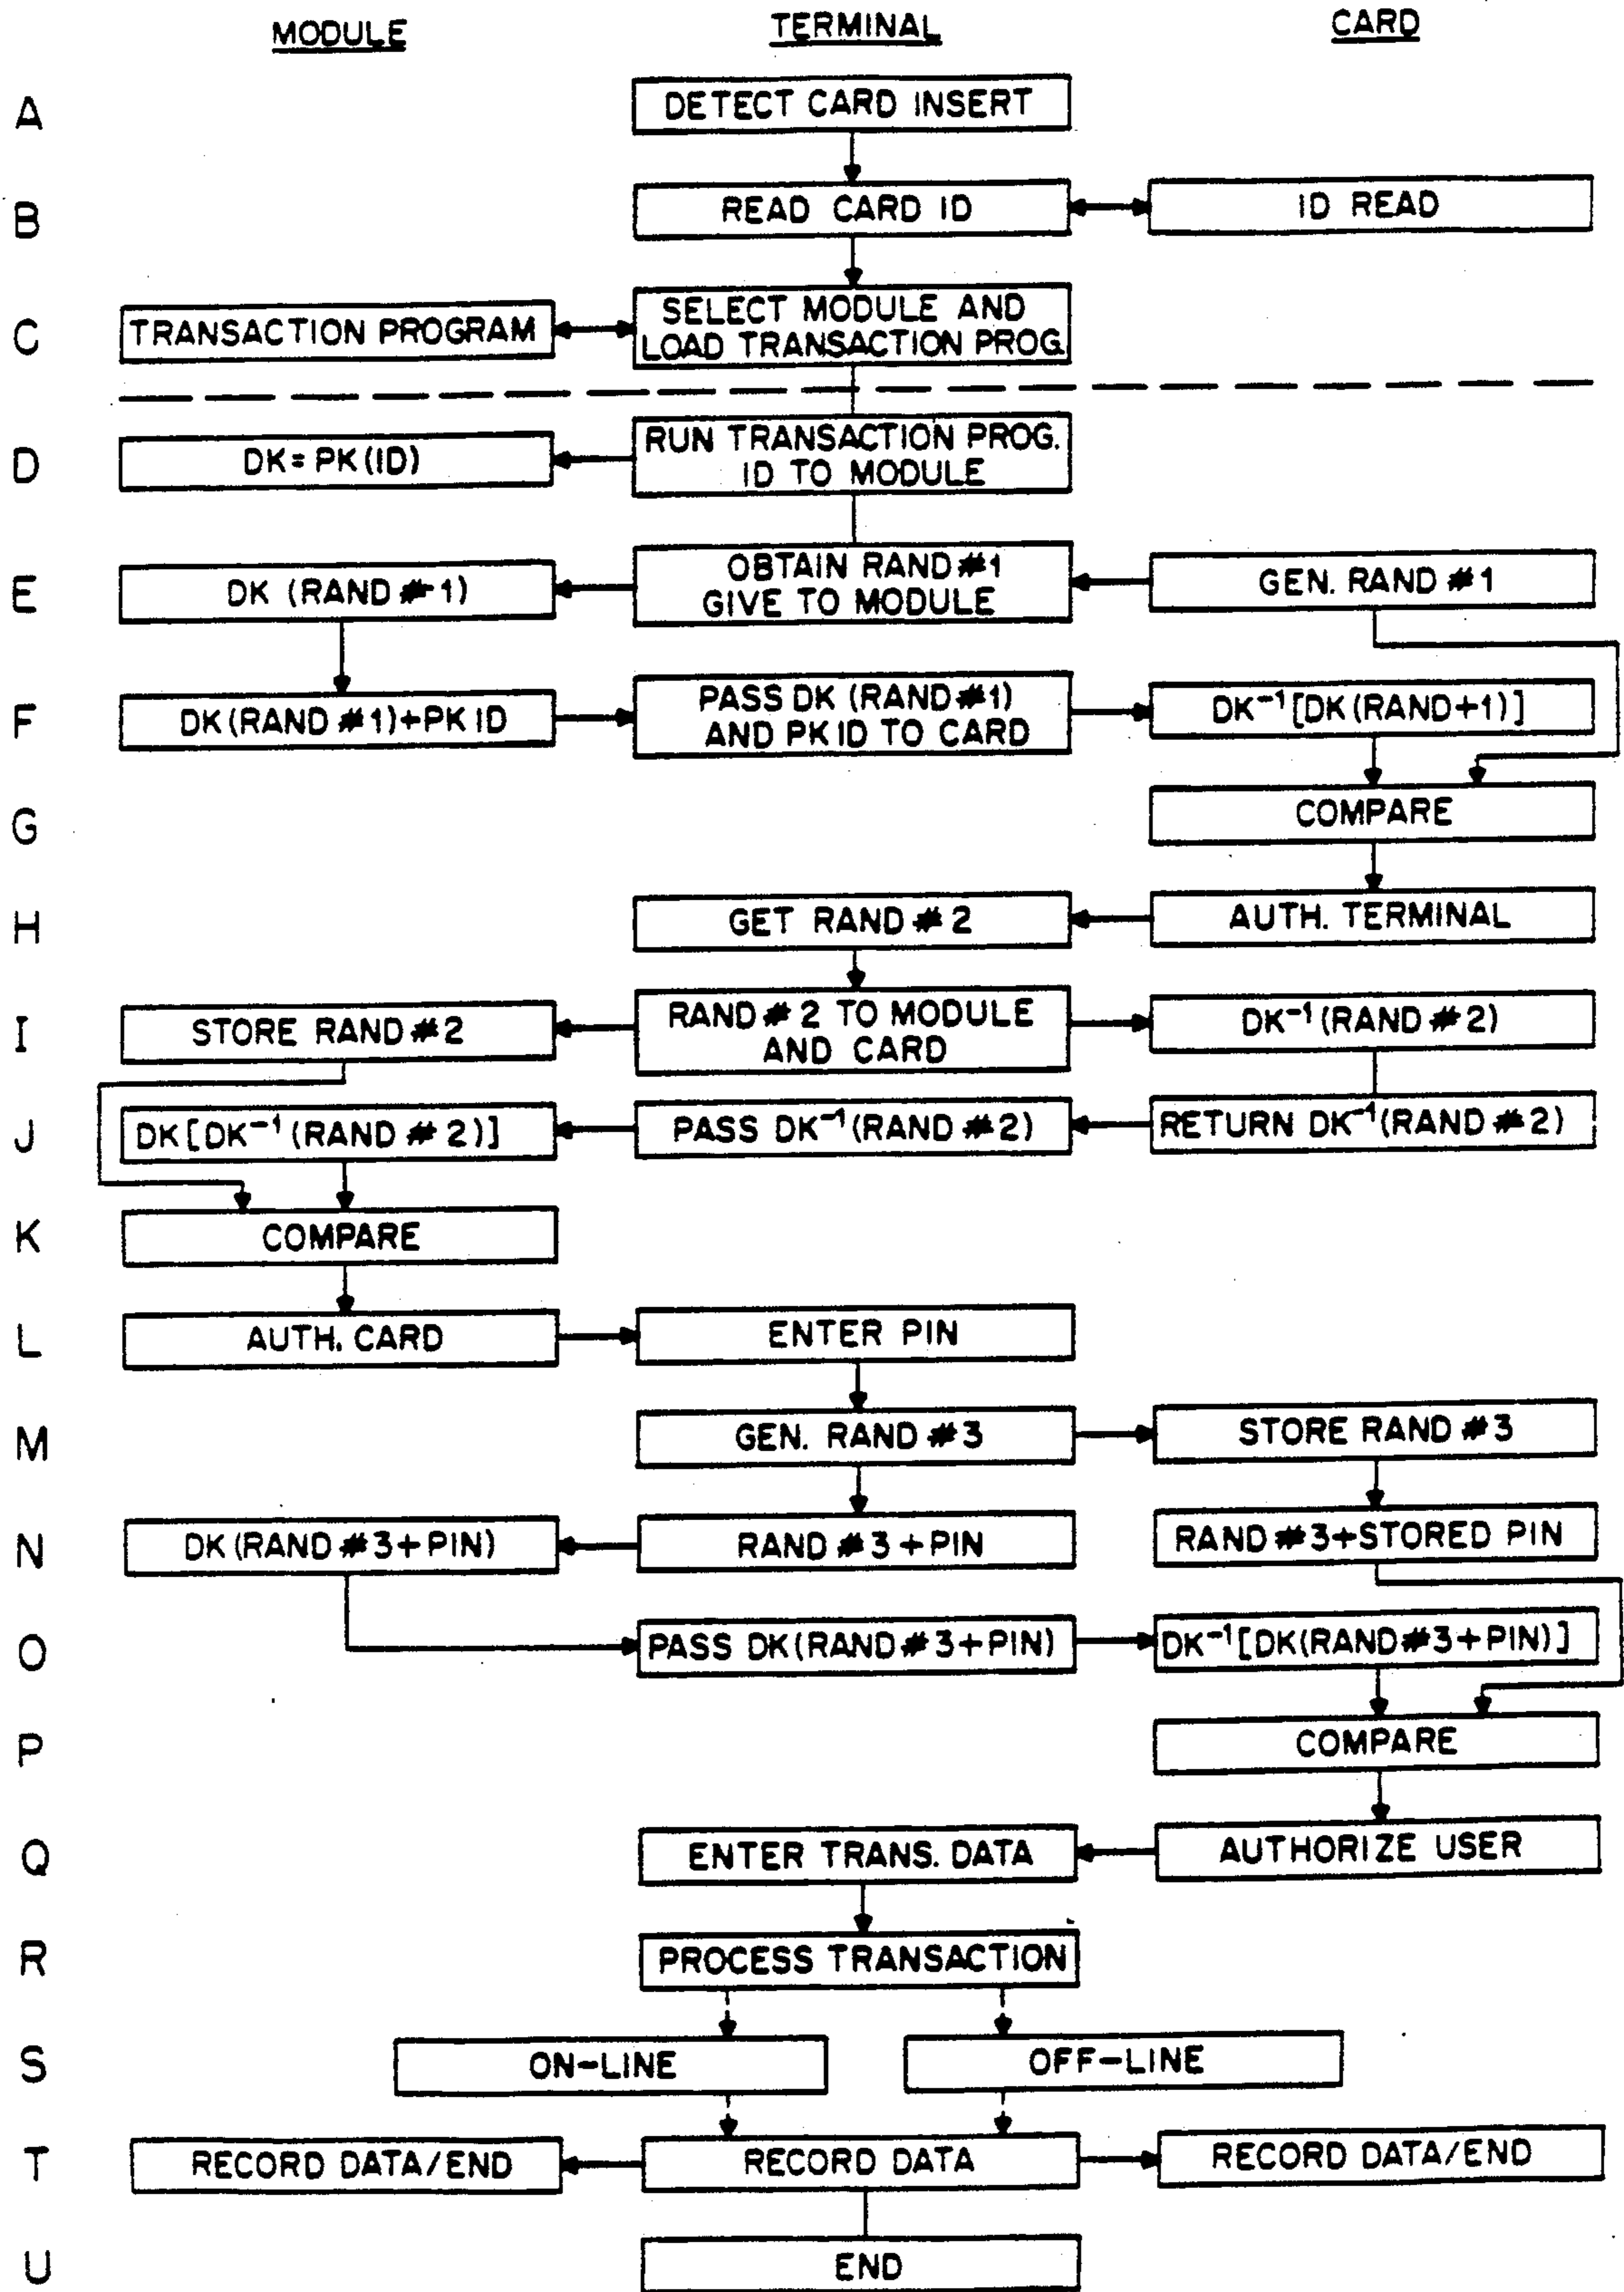 MODULE TERMINAL CARD
A DETECT CARD INSERT
B READ CARD ID ID READ
C TRANSACTION PROGRAM SELECT MODULE AND
LOAD TRANSACTION PROG.
D DK=PK(ID) RUN TRANSACTION PROG.
ID TO MODULE
E DK (RAND #1) OBTAIN RAND #1
GIVE TO MODULE GEN. RAND #1
F DK(RAND #1)+PKID PASS DK (RAND #1)
AND PKID TO CARD DK⁻¹[DK(RAND+1)]
G COMPARE
H GET RAND #2 AUTH. TERMINAL
I STORE RAND #2 RAND #2 TO MODULE
AND CARD DK⁻¹(RAND #2)
J DK[DK⁻¹(RAND #2)] PASS DK⁻¹(RAND #2) RETURN DK⁻¹(RAND #2)
K COMPARE
L AUTH. CARD ENTER PIN
M GEN. RAND #3 STORE RAND #3
N DK(RAND #3+PIN) RAND #3+PIN RAND #3+STORED PIN
O PASS DK(RAND #3+PIN) DK⁻¹[DK(RAND #3+PIN)]
P COMPARE
Q ENTER TRANS. DATA AUTHORIZE USER
R PROCESS TRANSACTION
S ON-LINE OFF-LINE
T RECORD DATA/END RECORD DATA RECORD DATA/END
U END